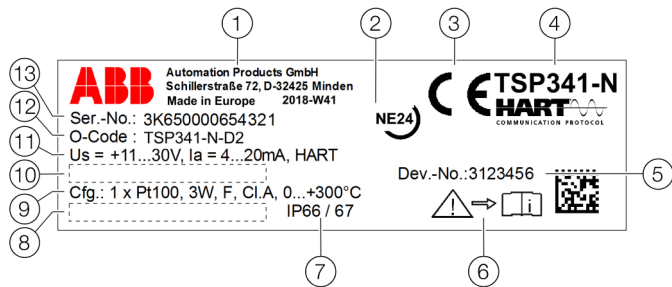 1
2
3
4
ABB
Automation Products GmbH
Schillerstraße 72, D-32425 Minden
Made in Europe 2018-W41
NE24
CE
TSP341-N
HART
COMMUNICATION PROTOCOL
13
Ser.-No.: 3K650000654321
12
O-Code : TSP341-N-D2
11
Us = +11...30V, Ia = 4...20mA, HART
10
Dev.-No.:3123456
5
9
Cfg.: 1 x Pt100, 3W, F, Cl.A, 0...+300°C
8
IP66 / 67
i
7
6